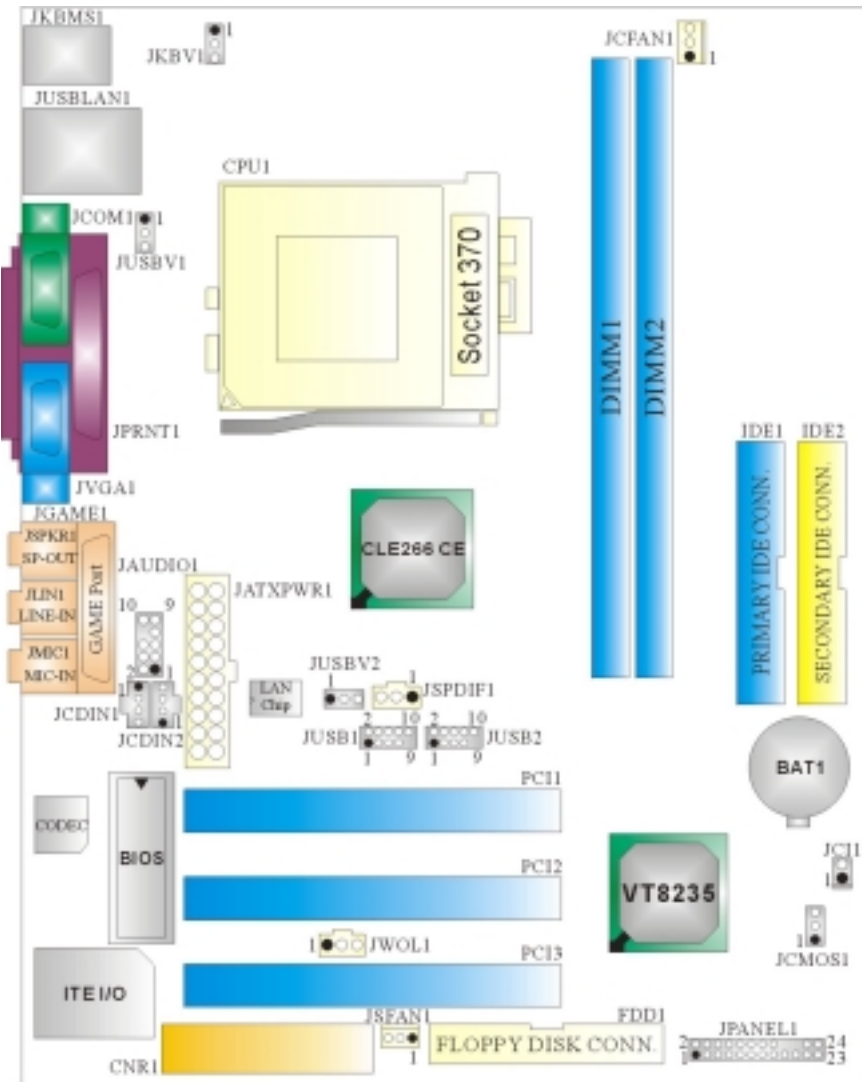 JKBMS1
1
JKBV1
JCFAN1
1
JUSBLAN1
CPU1
JCOM1
1
JUSBV1
Socket 370
DIMM1
DIMM2
JPRNT1
IDE1
IDE2
PRIMARY IDE CONN.
SECONDARY IDE CONN.
JVGA1
JGAME1
JSPKR1
SP-OUT
JLIN1
LINE-IN
JMIC1
MIC-IN
GAME Port
JAUDIO1
10
9
2
1
JATXPWR1
CLE266 CE
LAN
Chip
JUSBV2
1
1
JSPDIF1
1
JCDIN1
1
JCDIN2
2
10
JUSB1
1
9
2
10
JUSB2
1
9
BAT1
PCI1
CODEC
BIOS
PCI2
VT8235
JCI1
1
1
JWOL1
1
JCMOS1
PCI3
ITE I/O
JSFAN1
1
FDD1
FLOPPY DISK CONN.
JPANEL1
2
24
1
23
CNR1